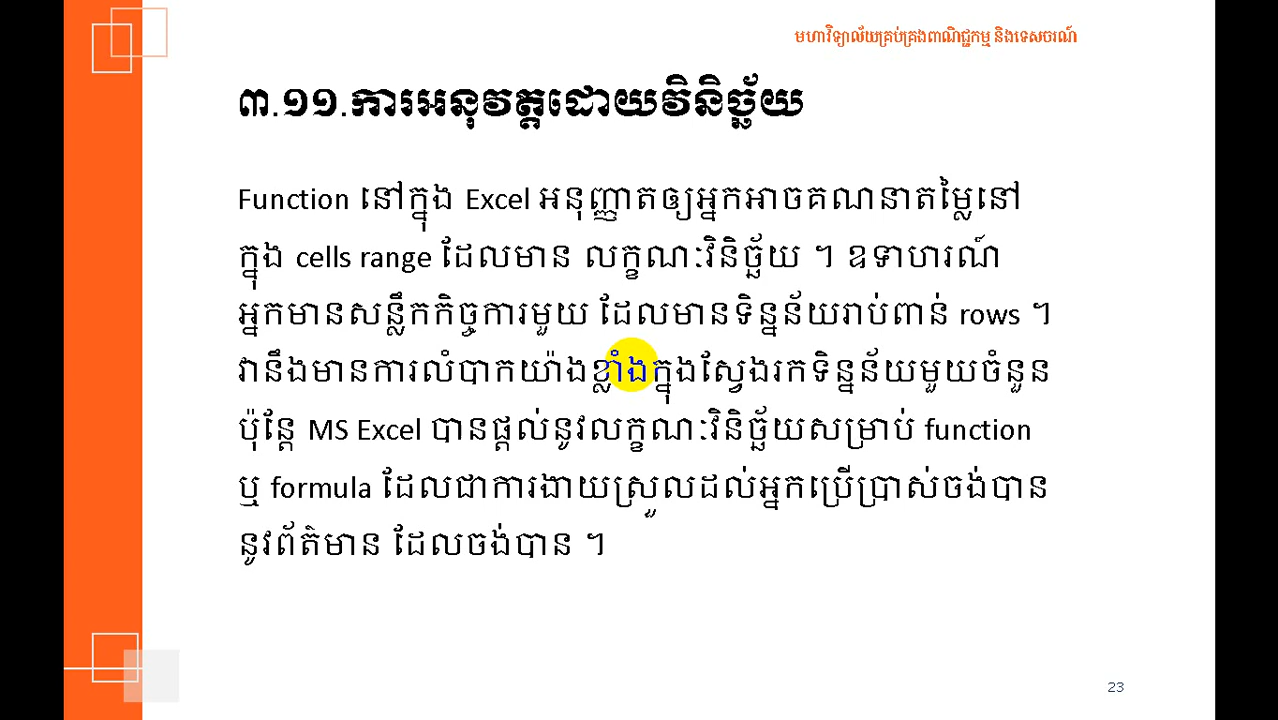 មហាវិទ្យាល័យគ្រប់គ្រងពាណិជ្ជកម្ម និងទេសចរណ៍
៣.១១.ការអនុវត្តដោយវិនិច្ឆ័យ
Function នៅក្នុង Excel អនុញ្ញាតឲ្យអ្នកអាចគណនាតម្លៃនៅ
ក្នុង cells range ដែលមាន លក្ខណៈវិនិច្ឆ័យ ។ ឧទាហរណ៍
អ្នកមានសន្លឹកកិច្ចការមួយ ដែលមានទិន្នន័យរាប់ពាន់ rows ។
វានឹងមានការលំបាកយ៉ាងខ្លាំងក្នុងស្វែងរកទិន្នន័យមួយចំនួន
ប៉ុន្តែ MS Excel បានផ្តល់នូវលក្ខណៈវិនិច្ឆ័យសម្រាប់ function
ឬ formula ដែលជាការងាយស្រួលដល់អ្នកប្រើប្រាស់ចង់បាន
នូវព័ត៌មាន ដែលចង់បាន ។
23